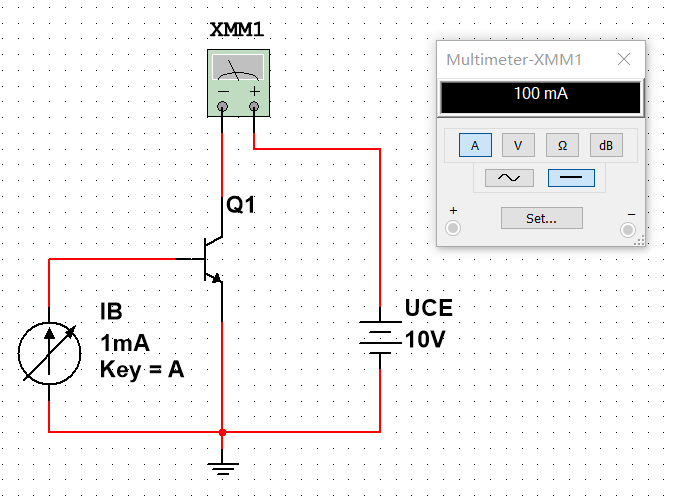 XMM1
Multimeter-XMM1
100 mA
A V Ω dB
Set...
+ −
− +
Q1
IB
1mA
Key = A
UCE
10V